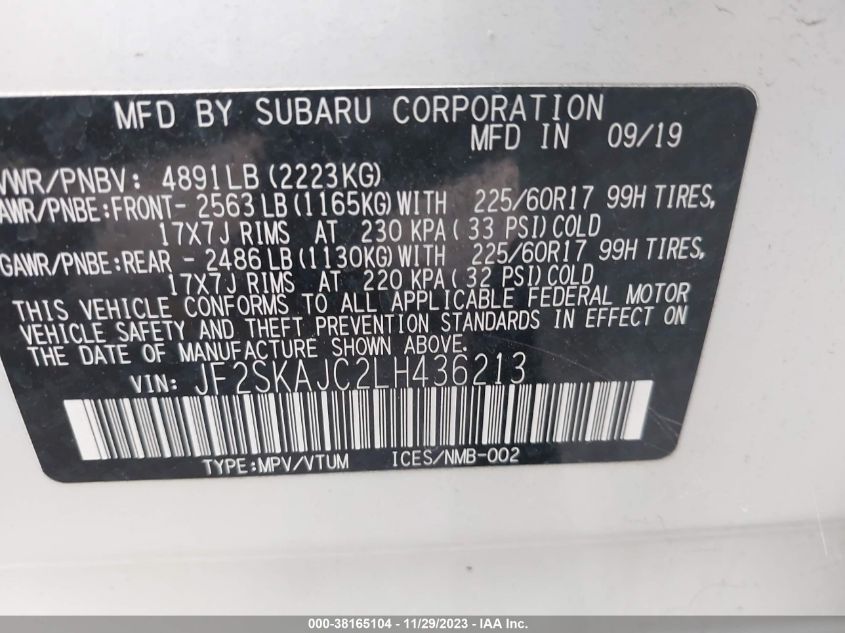 MFD BY SUBARU CORPORATION
MFD IN 09/19
VWR/PNBV: 4891LB (2223KG)
AWR/PNBE:FRONT- 2563 LB (1165KG)WITH 225/60R17 99H TIRES,
17X7J RIMS AT 230 KPA ( 33 PSI) COLD
GAWR/PNBE:REAR - 2486 LB (1130KG) WITH 225/60R17 99H TIRES,
17X7J RIMS AT 220 KPA ( 32 PSI) COLD
THIS VEHICLE CONFORMS TO ALL APPLICABLE FEDERAL MOTOR
VEHICLE SAFETY AND THEFT PREVENTION STANDARDS IN EFFECT ON
THE DATE OF MANUFACTURE SHOWN ABOVE.
VIN: JF2SKAJC2LH436213
TYPE:MPV/VTUM ICES/NMB-002
000-38165104 - 11/29/2023 - IAA Inc.